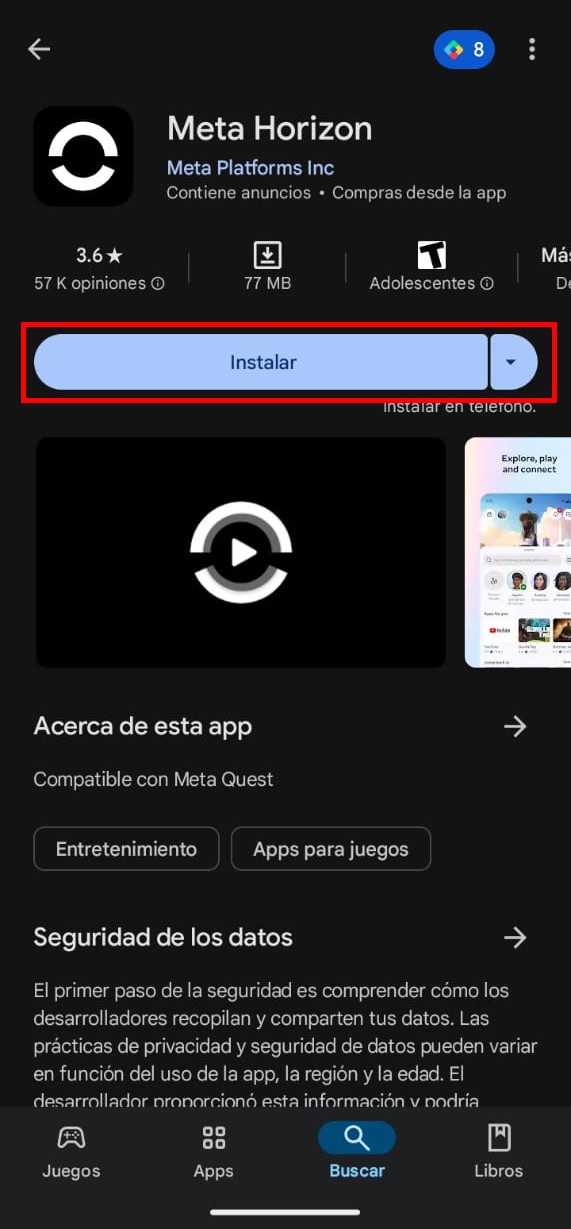 8
Meta Horizon
Meta Platforms Inc
Contiene anuncios • Compras desde la app
3.6★
57 K opiniones
77 MB
T
Adolescentes
Más
De
Instalar
Instalar en teléfono.
Explore, play
and connect
YouTube
Acerca de esta app
Compatible con Meta Quest
Entretenimiento
Apps para juegos
Seguridad de los datos
El primer paso de la seguridad es comprender cómo los
desarrolladores recopilan y comparten tus datos. Las
prácticas de privacidad y seguridad de datos pueden variar
en función del uso de la app, la región y la edad. El
desarrollador proporcionó esta información y podría
Juegos
Apps
Buscar
Libros